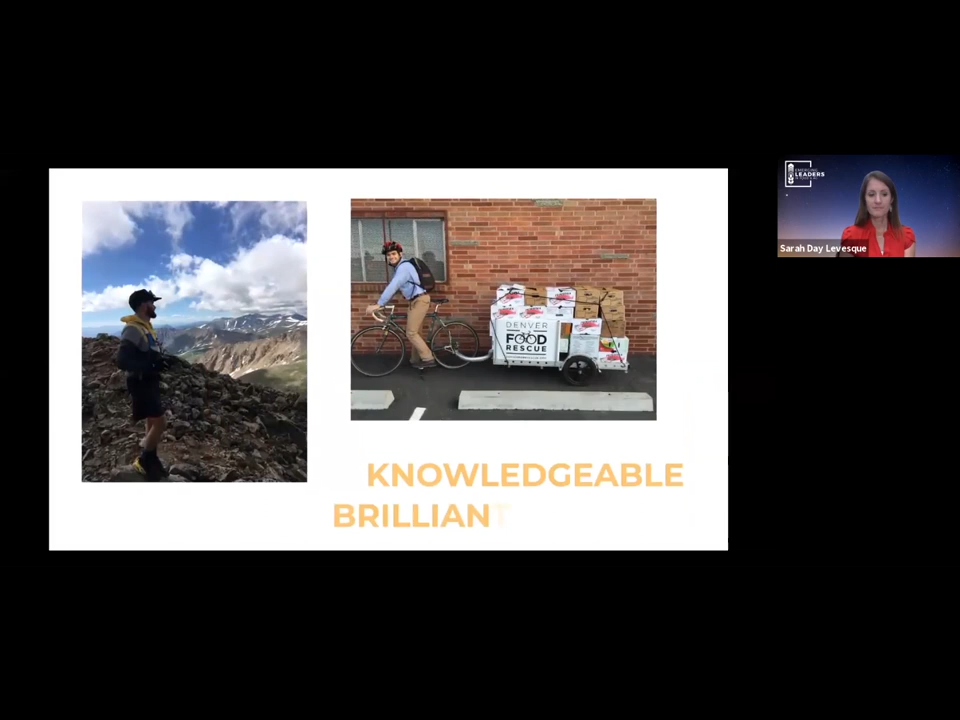 DENVER
FOOD
RESCUE
KNOWLEDGEABLE
BRILLIANT
LEADERS
Sarah Day Levesque